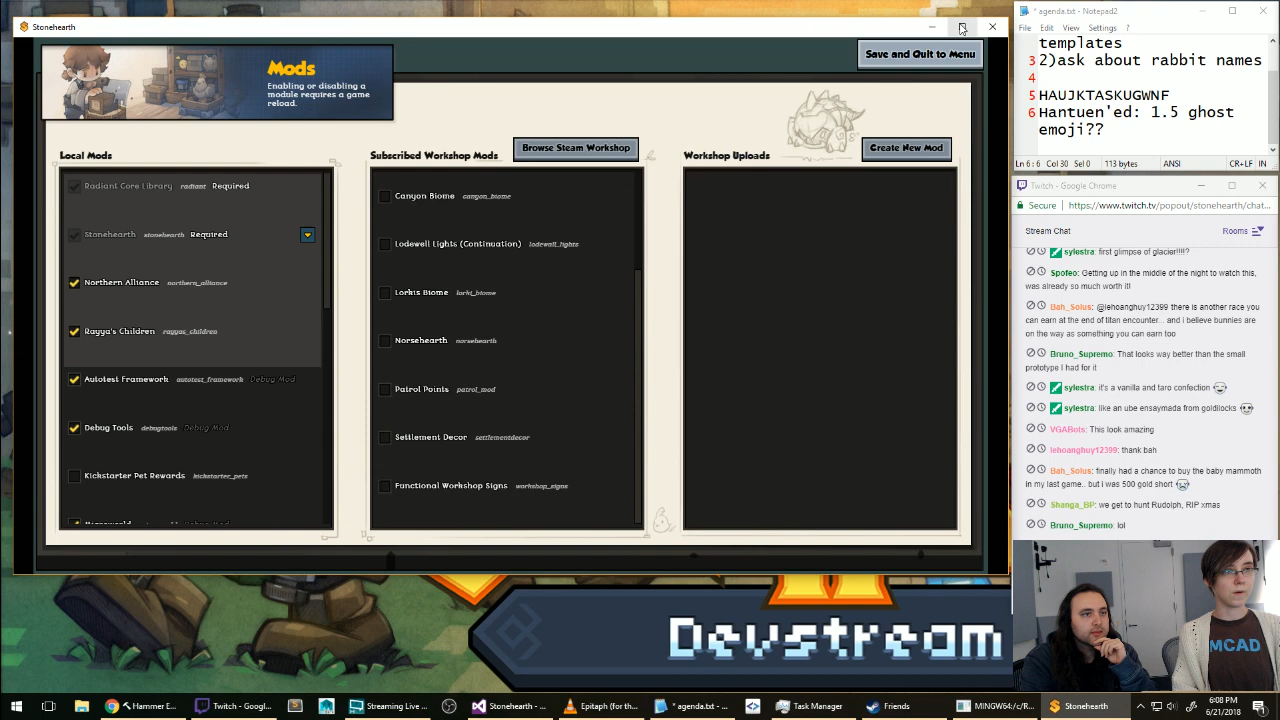 Stonehearth
Mods
Enabling or disabling a
module requires a game
reload.
Save and Quit to Menu
Local Mods
Radiant Core Library radiant Required
Stonehearth stonehearth Required
Northern Alliance northern_alliance
Rayya's Children rayyas_children
Autotest Framework autotest_framework Debug Mod
Debug Tools debugtools Debug Mod
Kickstarter Pet Rewards kickstarter_pets
Subscribed Workshop Mods
Browse Steam Workshop
Canyon Biome canyon_biome
Lodewell Lights (Continuation) lodewell_lights
Lorkis Biome lorki_biome
Norsehearth norsehearth
Patrol Points patrol_mod
Settlement Decor settlementdecor
Functional Workshop Signs workshop_signs
Workshop Uploads
Create New Mod
* agenda.txt - Notepad2
File Edit View Settings ?
templates
3 2)ask about rabbit names
4
5 HAUJKTASKUGWNF
6 Hantuen'ed: 1.5 ghost
emoji??
Ln 6:6 Col 30 Sel 0 113 bytes ANSI CR+LF IN
Twitch - Google Chrome
Secure https://www.twitch.tv/popout/stonehearth/chat...
Stream Chat Rooms
sylestra: first glimpse of glacier!!!!?
Spofeo: Getting up in the middle of the night to watch this,
was already so much worth it!
Bah_Solus: @lehoanghuy12399 there is another race you
can earn at the end of titan encounter... and i believe bunnies are
on the way as something you can earn too
Bruno_Supremo: That looks way better than the small
prototype I had for it
sylestra: it's a vanilla and taro confection
sylestra: like an ube ensaymada from goldilocks
VGABots: This look amazing
lehoanghuy12399: thank bah
Bah_Solus: finally had a chance to buy the baby mammoth
in my last game.. but i was 500 gold short
Shanga_BP: we get to hunt Rudolph, RIP xmas
Bruno_Supremo: lol
MCAD
Devstream
Hammer E...
Twitch - Googl...
Streaming Live ...
Stonehearth - ...
Epitaph (for th...
* agenda.txt - ...
Task Manager
Friends
MINGW64:/c/R...
Stonehearth
6:08 PM
6/21/2018